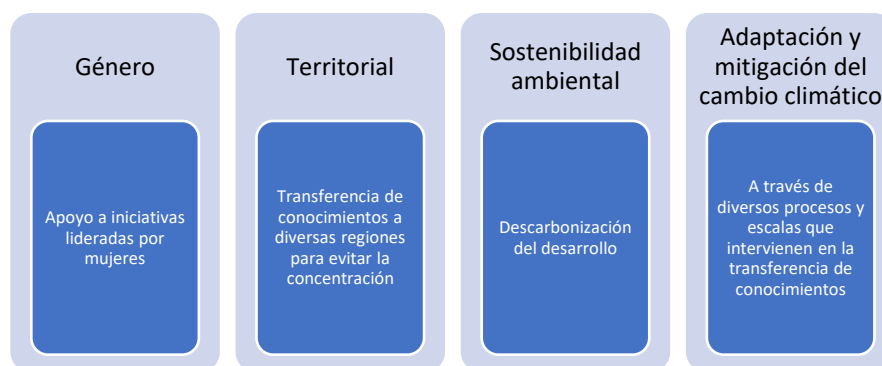 Género
Apoyo a iniciativas
lideradas por
mujeres
Territorial
Transferencia de
conocimientos a
diversas regiones
para evitar la
concentración
Sostenibilidad
ambiental
Descarbonización
del desarrollo
Adaptación y
mitigación del
cambio climático
A través de
diversos procesos y
escalas que
intervienen en la
transferencia de
conocimientos